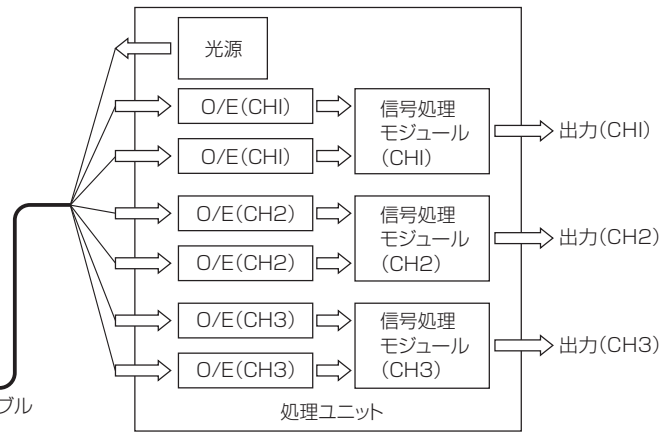 光源
O/E(CHI)
O/E(CHI)
信号処理
モジュール
(CHI)
出力(CHI)
O/E(CH2)
O/E(CH2)
信号処理
モジュール
(CH2)
出力(CH2)
O/E(CH3)
O/E(CH3)
信号処理
モジュール
(CH3)
出力(CH3)
ブル
処理ユニット